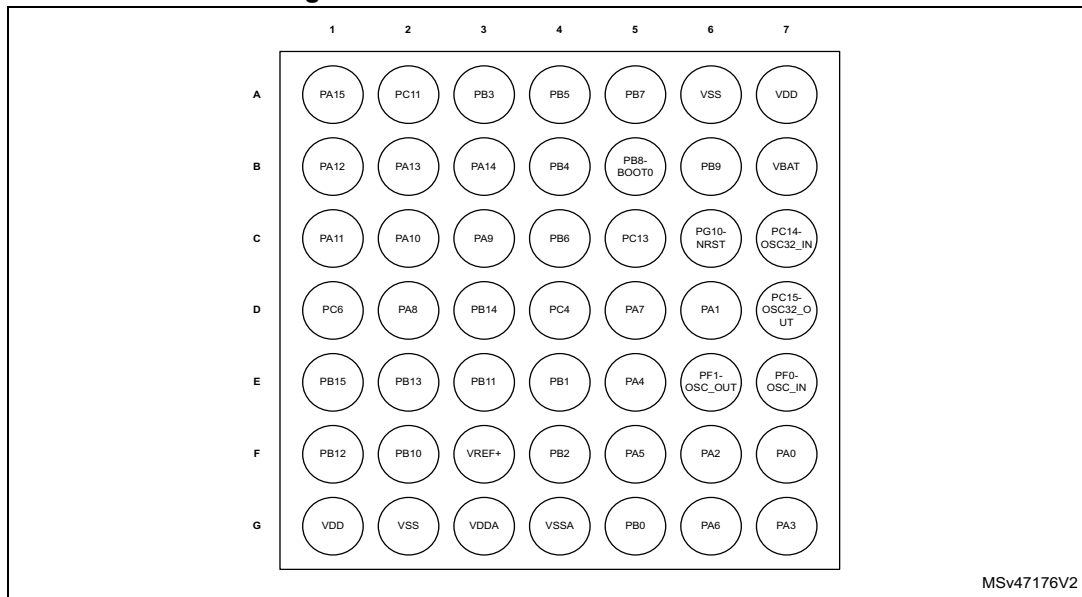 1 2 3 4 5 6 7
A PA15 PC11 PB3 PB5 PB7 VSS VDD
B PA12 PA13 PA14 PB4 PB8-
BOOT0 PB9 VBAT
C PA11 PA10 PA9 PB6 PC13 PG10-
NRST PC14-
OSC32_IN
D PC6 PA8 PB14 PC4 PA7 PA1 PC15-
OSC32_O
UT
E PB15 PB13 PB11 PB1 PA4 PF1-
OSC_OUT PF0-
OSC_IN
F PB12 PB10 VREF+ PB2 PA5 PA2 PA0
G VDD VSS VDDA VSSA PB0 PA6 PA3
MSv47176V2